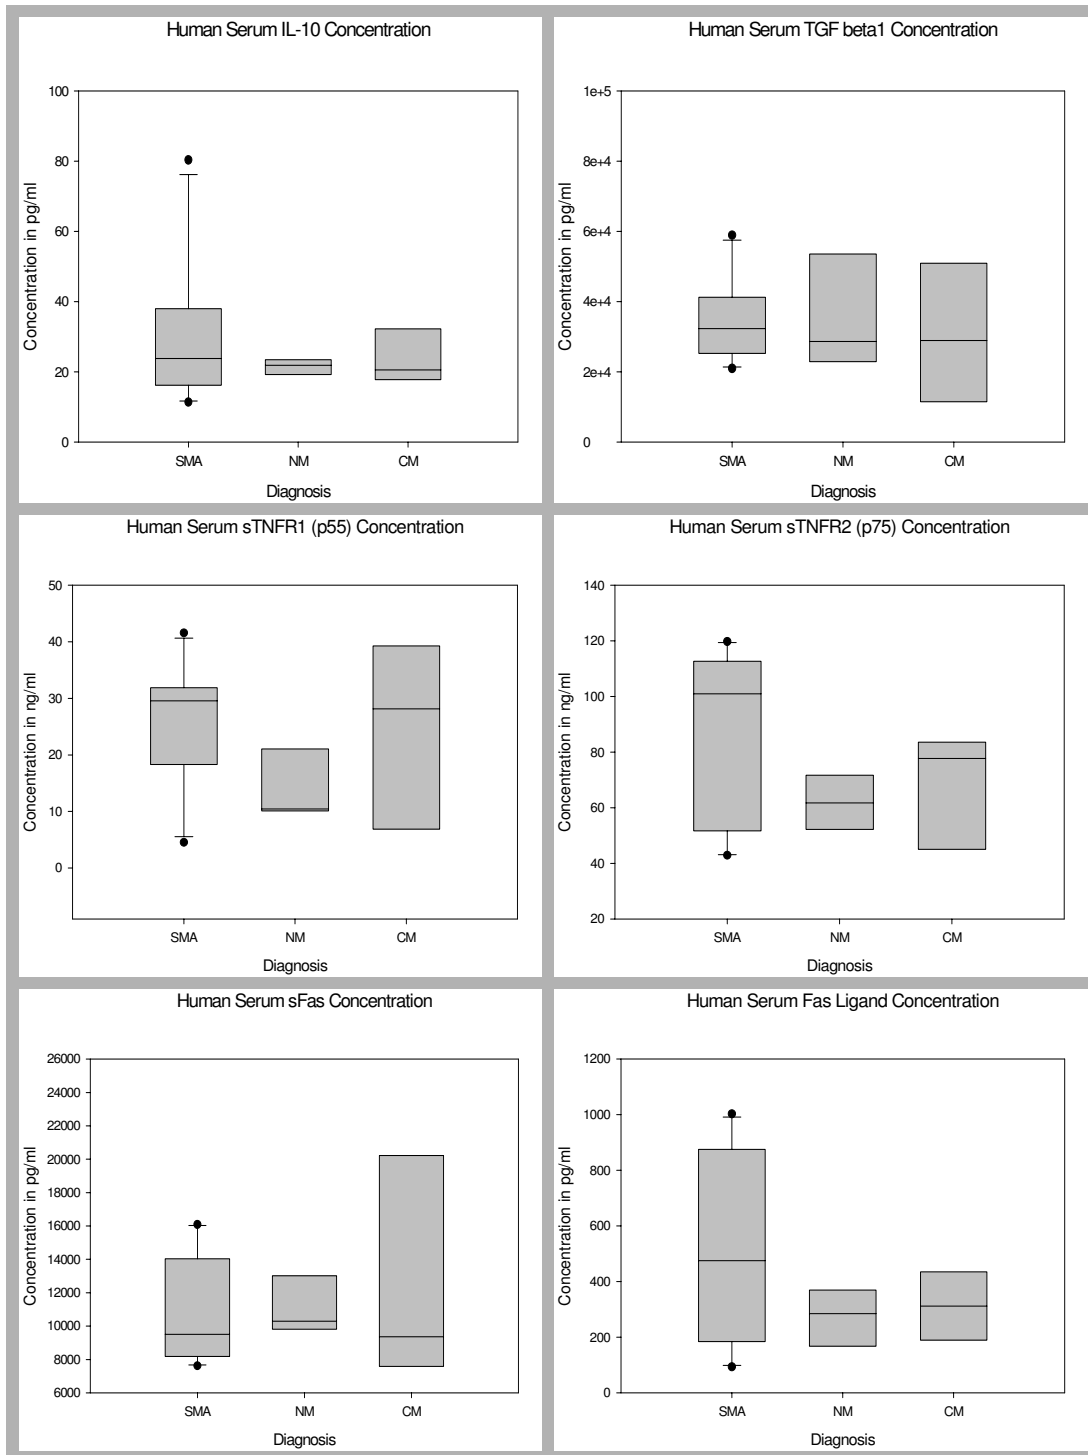 Human Serum IL-10 Concentration
Concentration in pg/ml
100
80
60
40
20
0
SMA NM CM
Diagnosis
Human Serum TGF beta1 Concentration
Concentration in pg/ml
1e+5
8e+4
6e+4
4e+4
2e+4
0
SMA NM CM
Diagnosis
Human Serum sTNFR1 (p55) Concentration
Concentration in ng/ml
50
40
30
20
10
0
SMA NM CM
Diagnosis
Human Serum sTNFR2 (p75) Concentration
Concentration in ng/ml
140
120
100
80
60
40
20
SMA NM CM
Diagnosis
Human Serum sFas Concentration
Concentration in pg/ml
26000
24000
22000
20000
18000
16000
14000
12000
10000
8000
6000
SMA NM CM
Diagnosis
Human Serum Fas Ligand Concentration
Concentration in pg/ml
1200
1000
800
600
400
200
0
SMA NM CM
Diagnosis